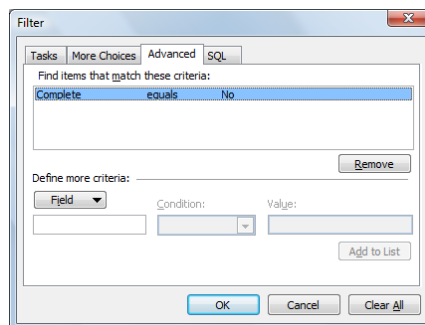 Filter
Tasks More Choices Advanced SQL
Find items that match these criteria:
Complete equals No
Remove
Define more criteria:
Field
Condition: Value:
Add to List
OK Cancel Clear All